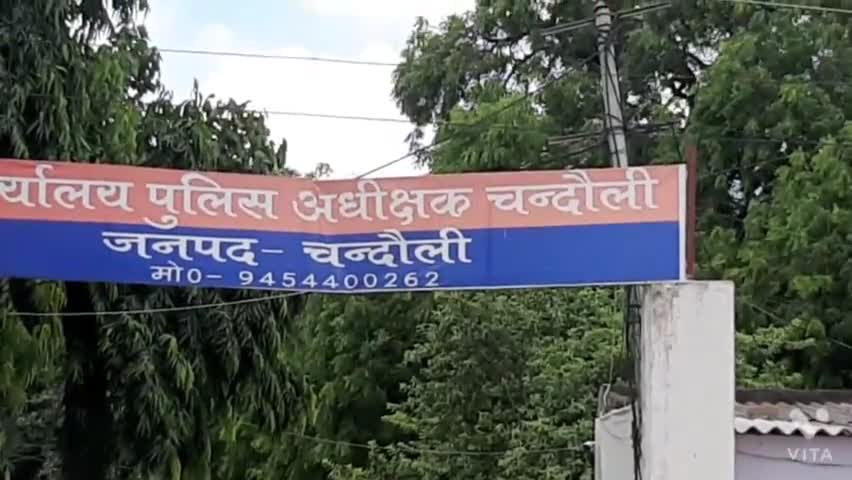 र्यालय पुलिस अधीक्षक चन्दौली
जनपद- चन्दौली
मो0- 9454400262
VITA